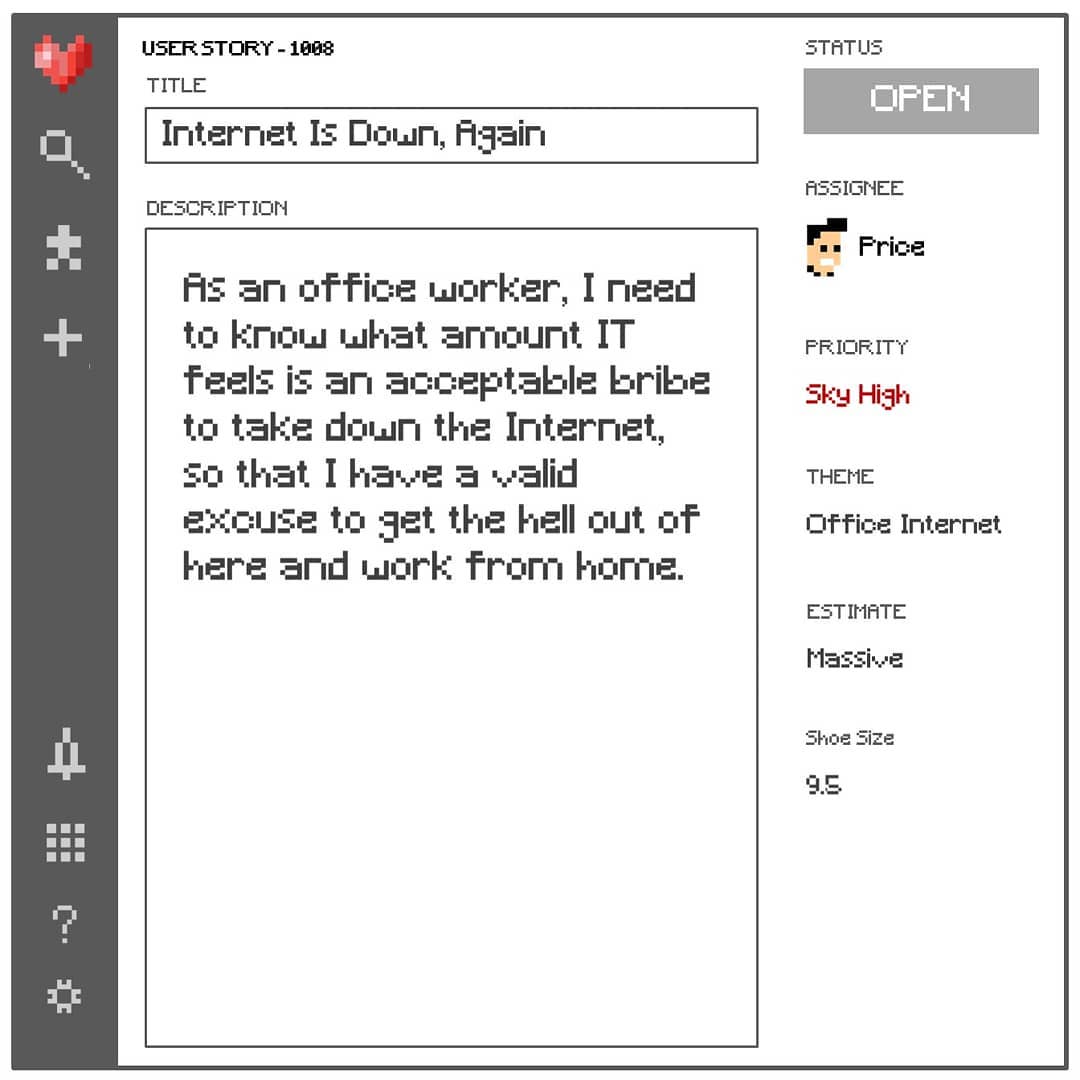 USER STORY - 1008
TITLE
Internet Is Down, Again
DESCRIPTION
As an office worker, I need
to know what amount IT
feels is an acceptable bribe
to take down the Internet,
so that I have a valid
excuse to get the hell out of
here and work from home.
STATUS
OPEN
ASSIGNEE
Price
PRIORITY
Sky High
THEME
Office Internet
ESTIMATE
Massive
Shoe Size
9.5
?